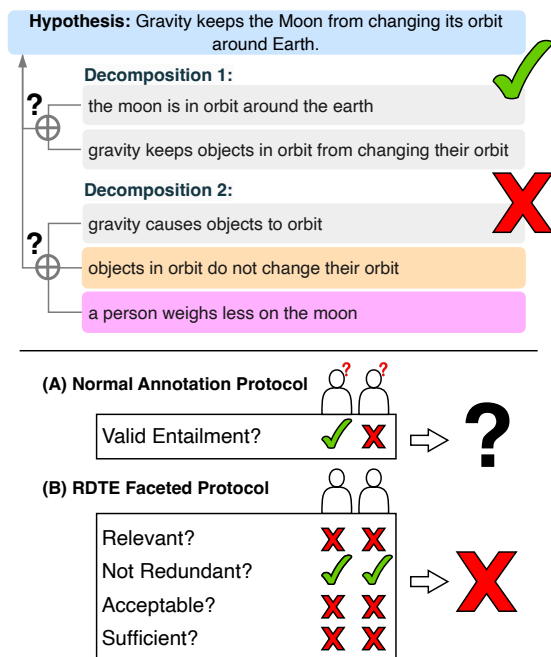 Hypothesis: Gravity keeps the Moon from changing its orbit
around Earth.
Decomposition 1:
?
the moon is in orbit around the earth
gravity keeps objects in orbit from changing their orbit
Decomposition 2:
?
gravity causes objects to orbit
objects in orbit do not change their orbit
a person weighs less on the moon
(A) Normal Annotation Protocol
? ?
Valid Entailment?
?
(B) RDTE Faceted Protocol
Relevant?
Not Redundant?
Acceptable?
Sufficient?